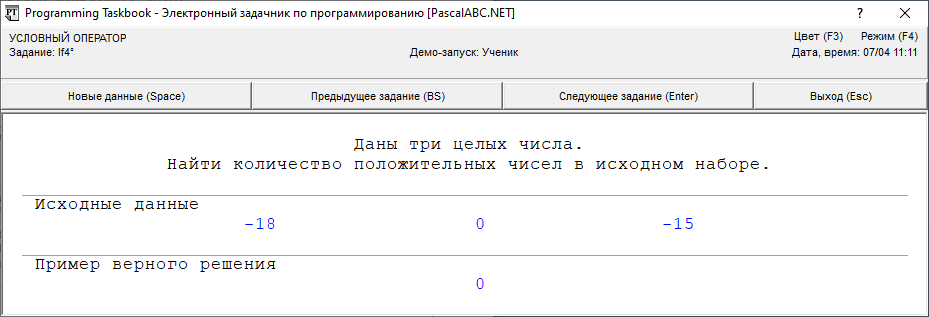 Programming Taskbook - Электронный задачник по программированию [PascalABC.NET]
УСЛОВНЫЙ ОПЕРАТОР
Цвет (F3) Режим (F4)
Задание: If4°
Демо-запуск: Ученик
Дата, время: 07/04 11:11
Новые данные (Space)
Предыдущее задание (BS)
Следующее задание (Enter)
Выход (Esc)
Даны три целых числа.
Найти количество положительных чисел в исходном наборе.
Исходные данные
-18 0 -15
Пример верного решения
0